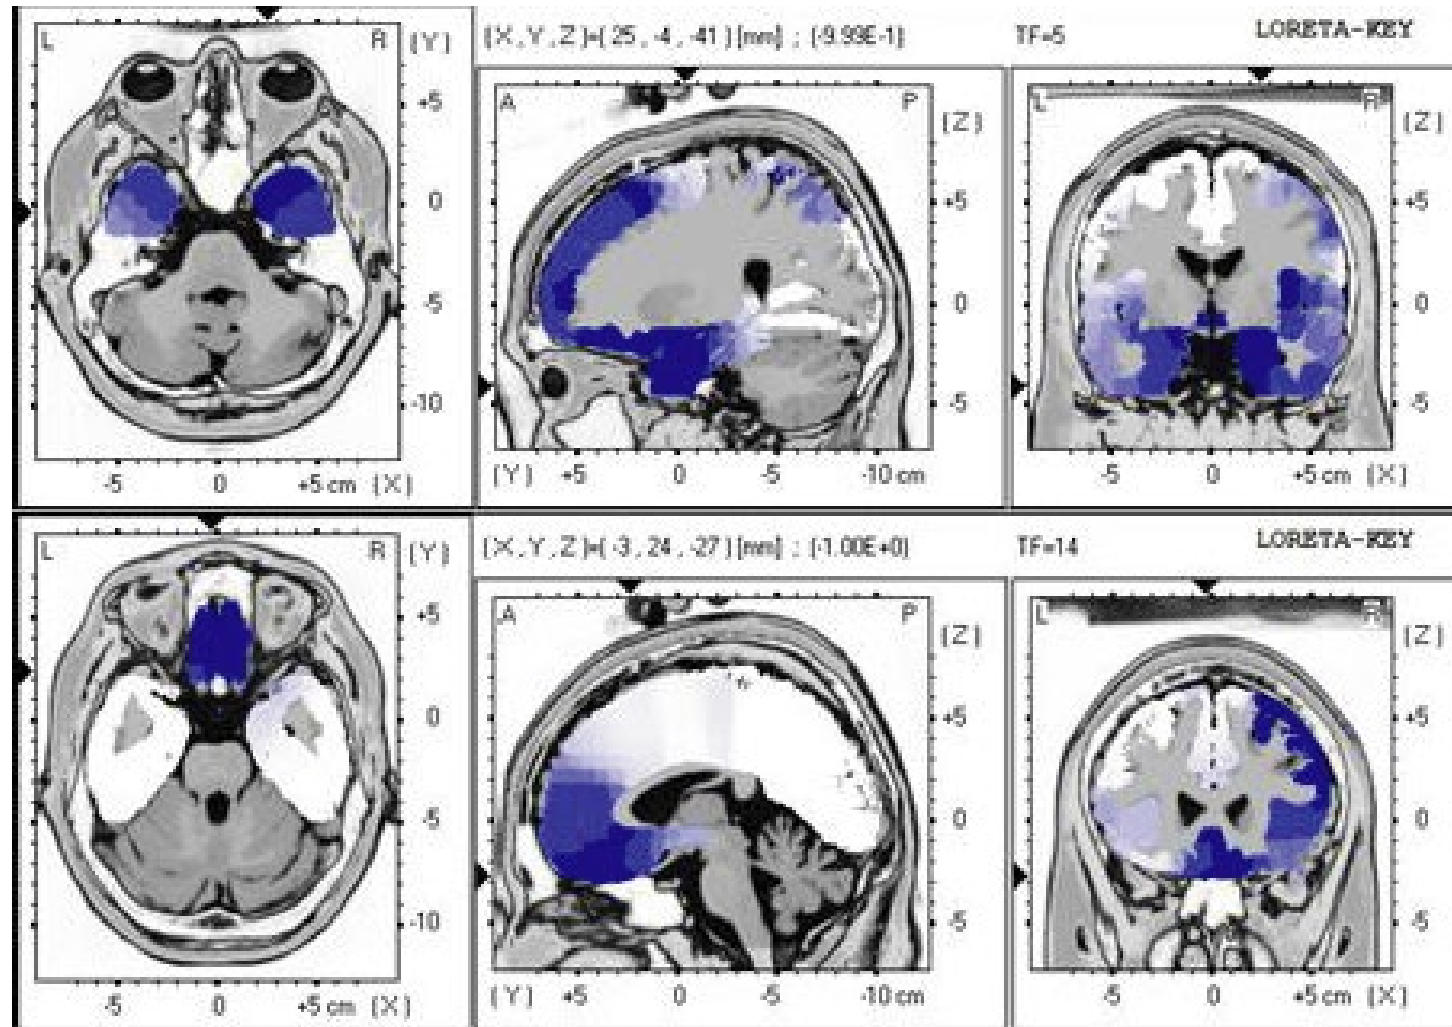 (X, Y, Z)=( 25, -4, -41) [mm] ; (-9.99E-1) TF=5 LORETA-KEY
L R (Y)
+5
0
-5
-10
-5 0 +5 cm (X)
A P (Z)
+5
0
-5
(Y) +5 0 -5 -10 cm
L R (Z)
+5
0
-5
-5 0 +5 cm (X)
(X, Y, Z)=( -3, 24, -27) [mm] ; (-1.00E+0) TF=14 LORETA-KEY
L R (Y)
+5
0
-5
-10
-5 0 +5 cm (X)
A P (Z)
+5
0
-5
(Y) +5 0 -5 -10 cm
L R (Z)
+5
0
-5
-5 0 +5 cm (X)